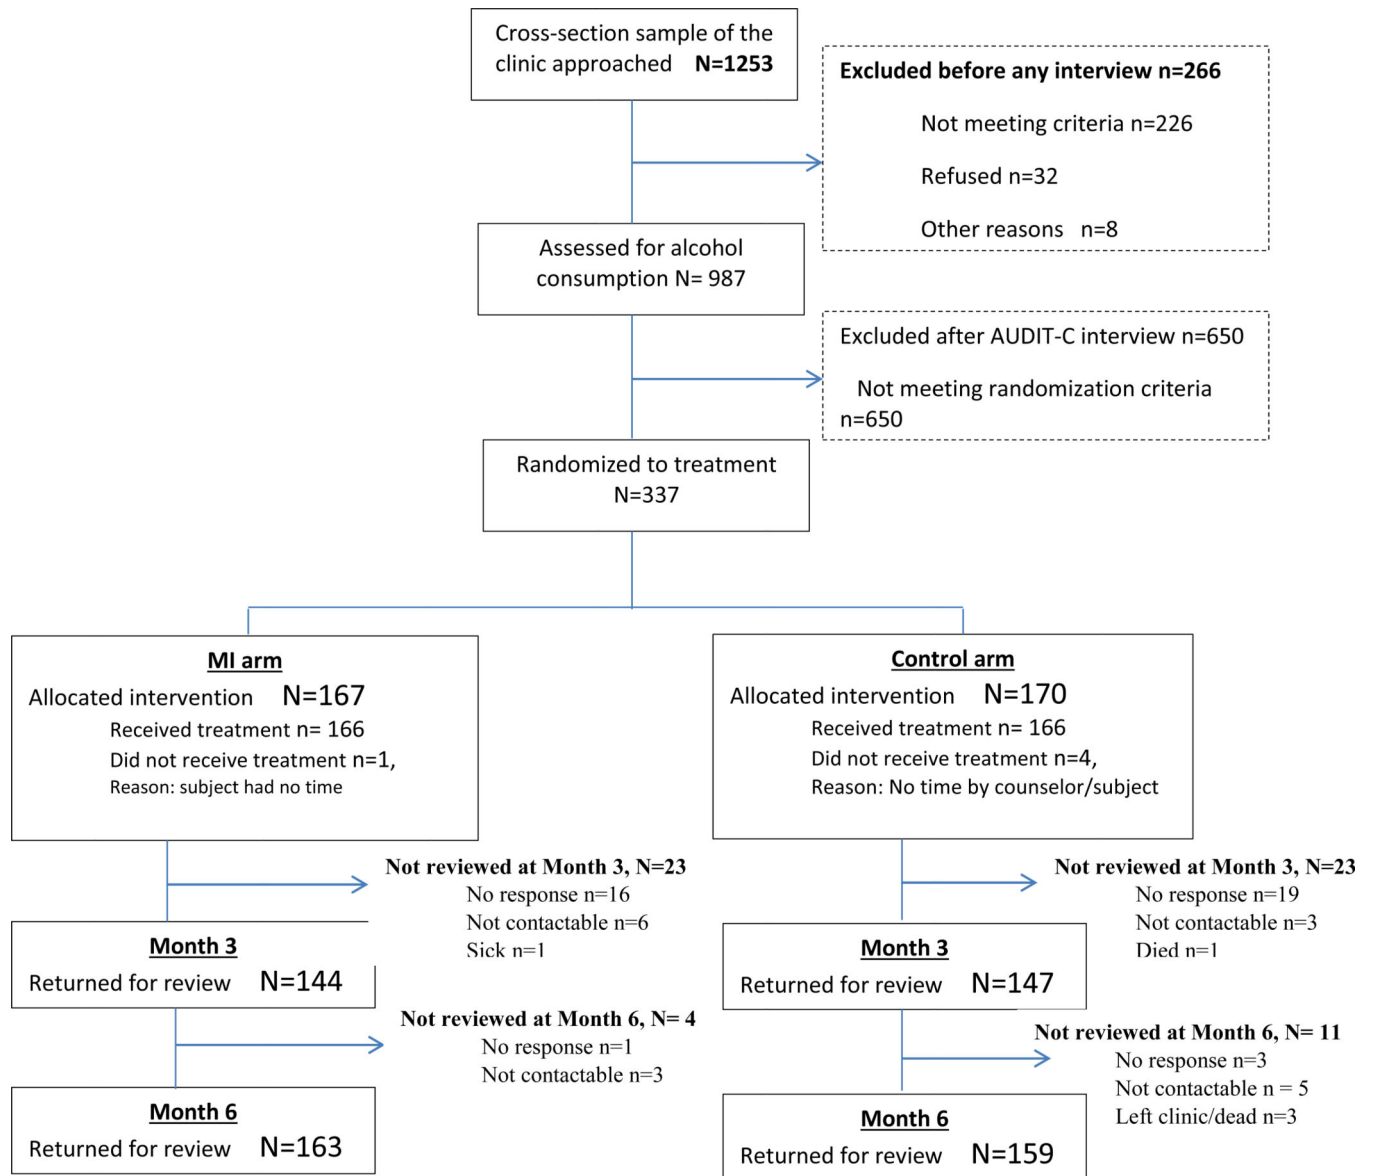 Cross-section sample of the
clinic approached N=1253
Excluded before any interview n=266
Not meeting criteria n=226
Refused n=32
Other reasons n=8
Assessed for alcohol
consumption N= 987
Excluded after AUDIT-C interview n=650
Not meeting randomization criteria
n=650
Randomized to treatment
N=337
MI arm
Allocated intervention N=167
Received treatment n= 166
Did not receive treatment n=1,
Reason: subject had no time
Control arm
Allocated intervention N=170
Received treatment n= 166
Did not receive treatment n=4,
Reason: No time by counselor/subject
Not reviewed at Month 3, N=23
No response n=16
Not contactable n=6
Sick n=1
Not reviewed at Month 3, N=23
No response n=19
Not contactable n=3
Died n=1
Month 3
Returned for review N=144
Month 3
Returned for review N=147
Not reviewed at Month 6, N= 4
No response n=1
Not contactable n=3
Not reviewed at Month 6, N= 11
No response n=3
Not contactable n = 5
Left clinic/dead n=3
Month 6
Returned for review N=163
Month 6
Returned for review N=159